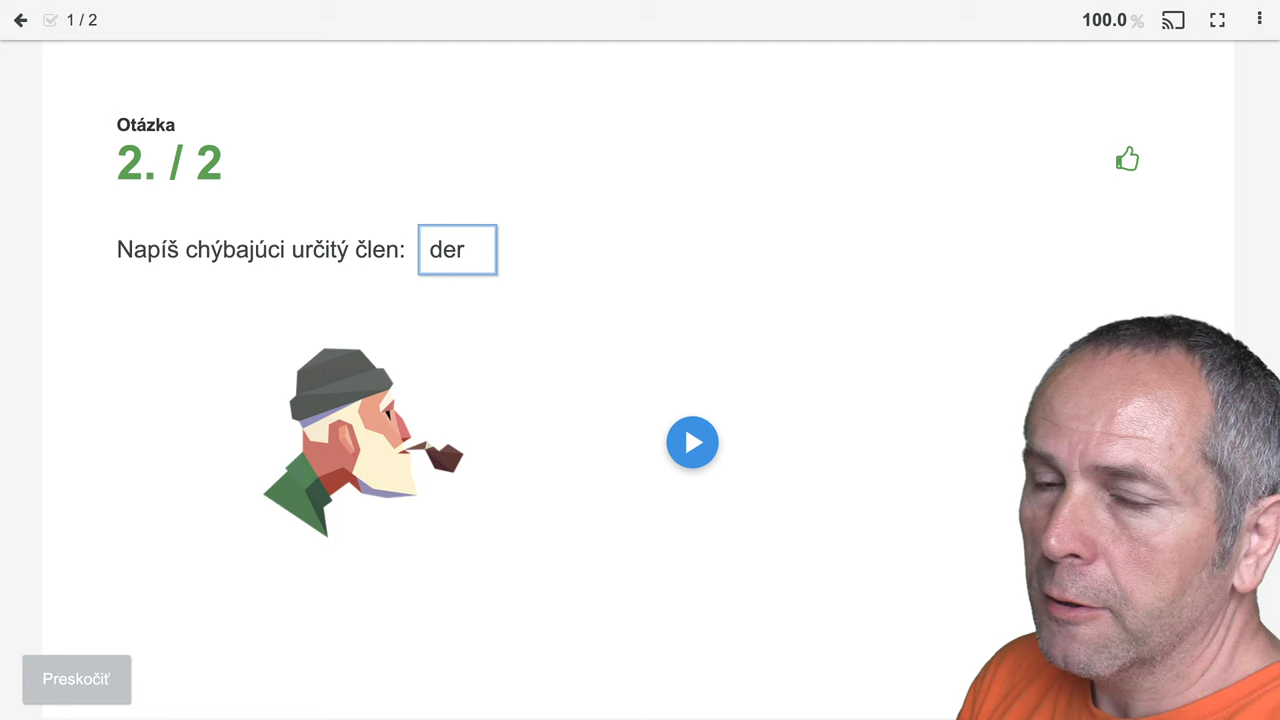 1 / 2
100.0 %
Otázka
2. / 2
Napíš chýbajúci určitý člen: der
Preskočiť